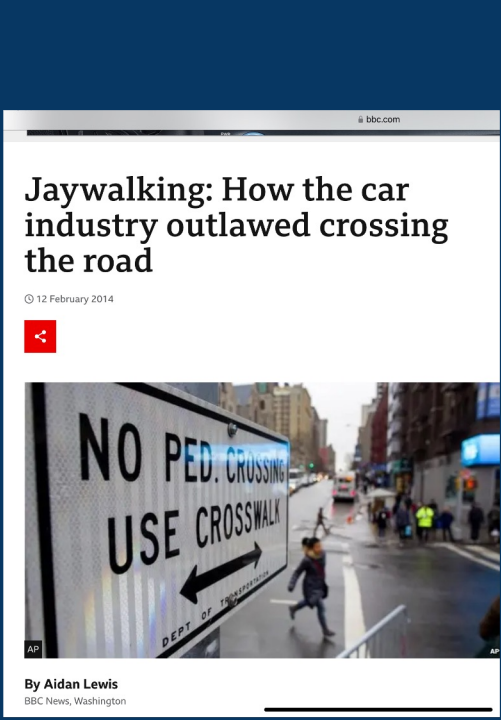 bbc.com
Jaywalking: How the car
industry outlawed crossing
the road
12 February 2014
NO PED. CROSSING
USE CROSSWALK
DEPT OF TRANSPORTATION
AP
AP
By Aidan Lewis
BBC News, Washington